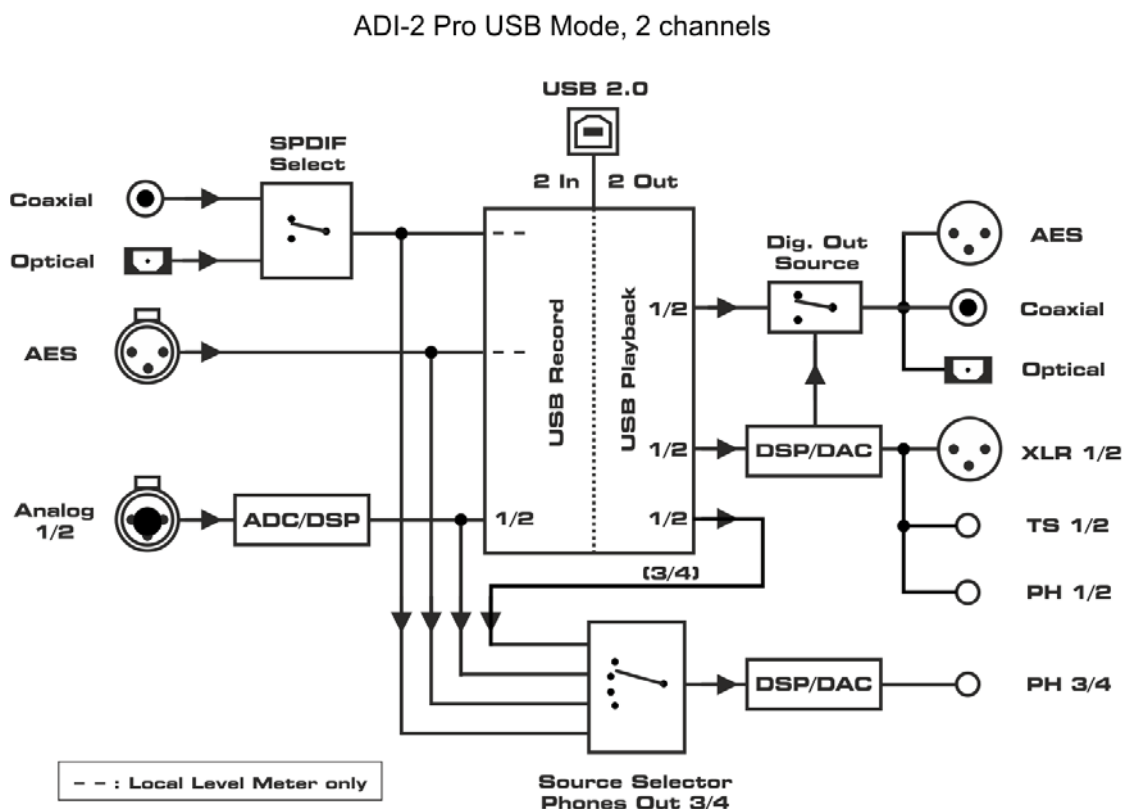 ADI-2 Pro USB Mode, 2 channels
USB 2.0
SPDIF
Select
2 In
2 Out
Coaxial
Optical
AES
Analog
1/2
ADC/DSP
- -
- -
1/2
USB Record
USB Playback
1/2
1/2
1/2
(3/4)
Dig. Out
Source
DSP/DAC
AES
Coaxial
Optical
XLR 1/2
TS 1/2
PH 1/2
DSP/DAC
PH 3/4
- - : Local Level Meter only
Source Selector
Phones Out 3/4